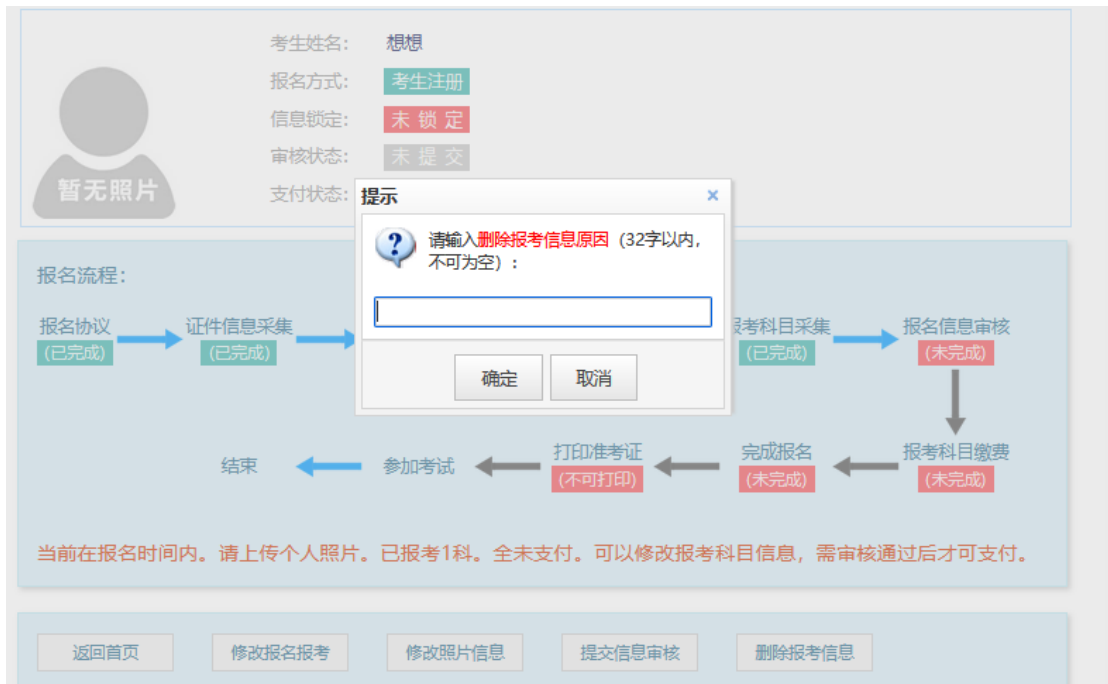 考生姓名: 想想
报名方式: 考生注册
信息锁定: 未锁定
审核状态: 未提交
暂无照片
支付状态:
提示
请输入删除报考信息原因（32字以内，
不可为空）:
确定 取消
报名流程:
报名协议 证件信息采集 报考科目采集 报名信息审核
(已完成) (已完成) (已完成) (未完成)
结束 参加考试 打印准考证 完成报名 报考科目缴费
(不可打印) (未完成) (未完成)
当前在报名时间内。请上传个人照片。已报考1科。全未支付。可以修改报考科目信息，需审核通过后才可支付。
返回首页 修改报名报考 修改照片信息 提交信息审核 删除报考信息